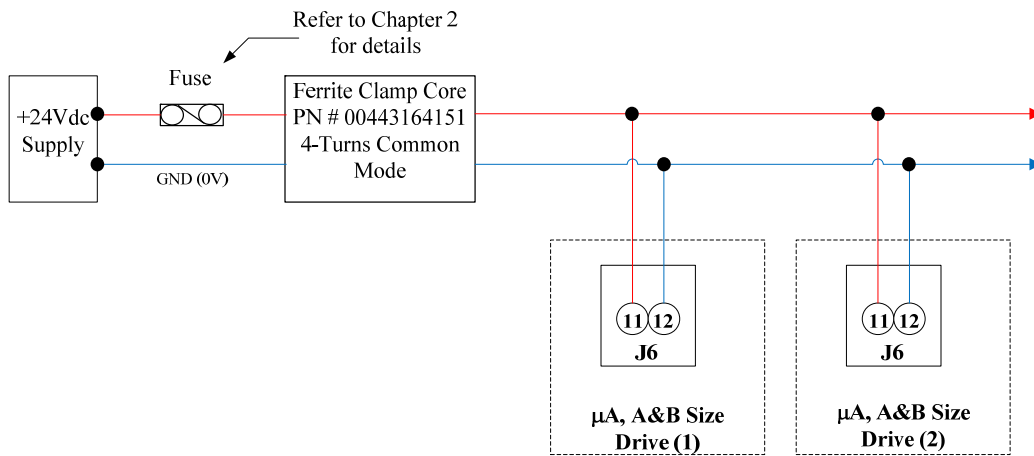 Refer to Chapter 2
for details
Fuse
+24Vdc
Supply
GND (0V)
Ferrite Clamp Core
PN # 00443164151
4-Turns Common
Mode
11 12
J6
µA, A&B Size
Drive (1)
11 12
J6
µA, A&B Size
Drive (2)